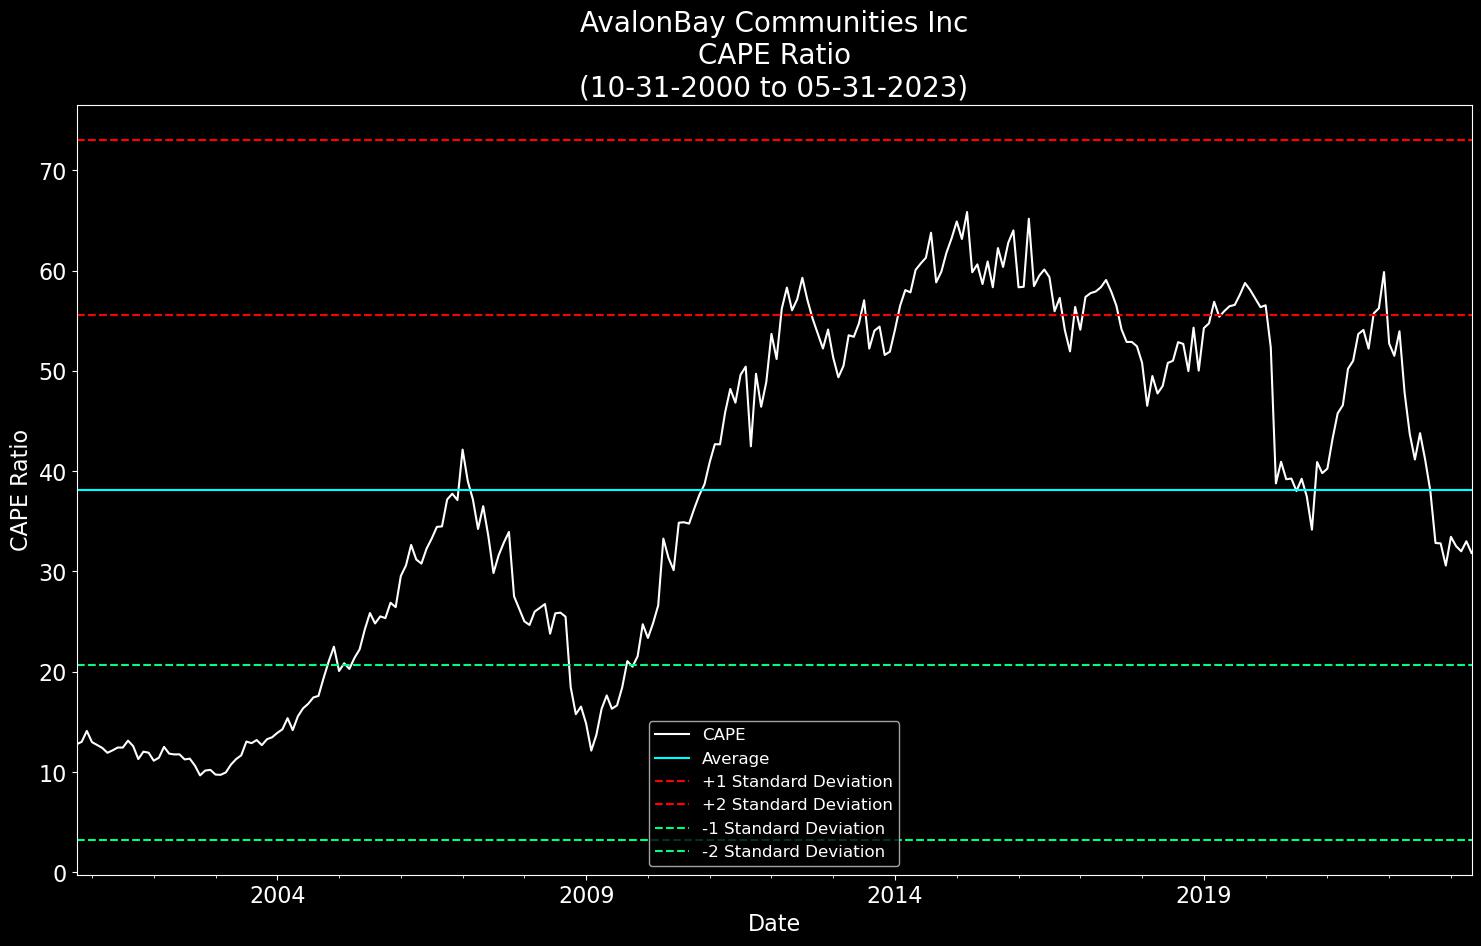 AvalonBay Communities Inc
CAPE Ratio
(10-31-2000 to 05-31-2023)
CAPE Ratio
70
60
50
40
30
20
10
0
CAPE
Average
+1 Standard Deviation
+2 Standard Deviation
-1 Standard Deviation
-2 Standard Deviation
2004 2009 2014 2019
Date